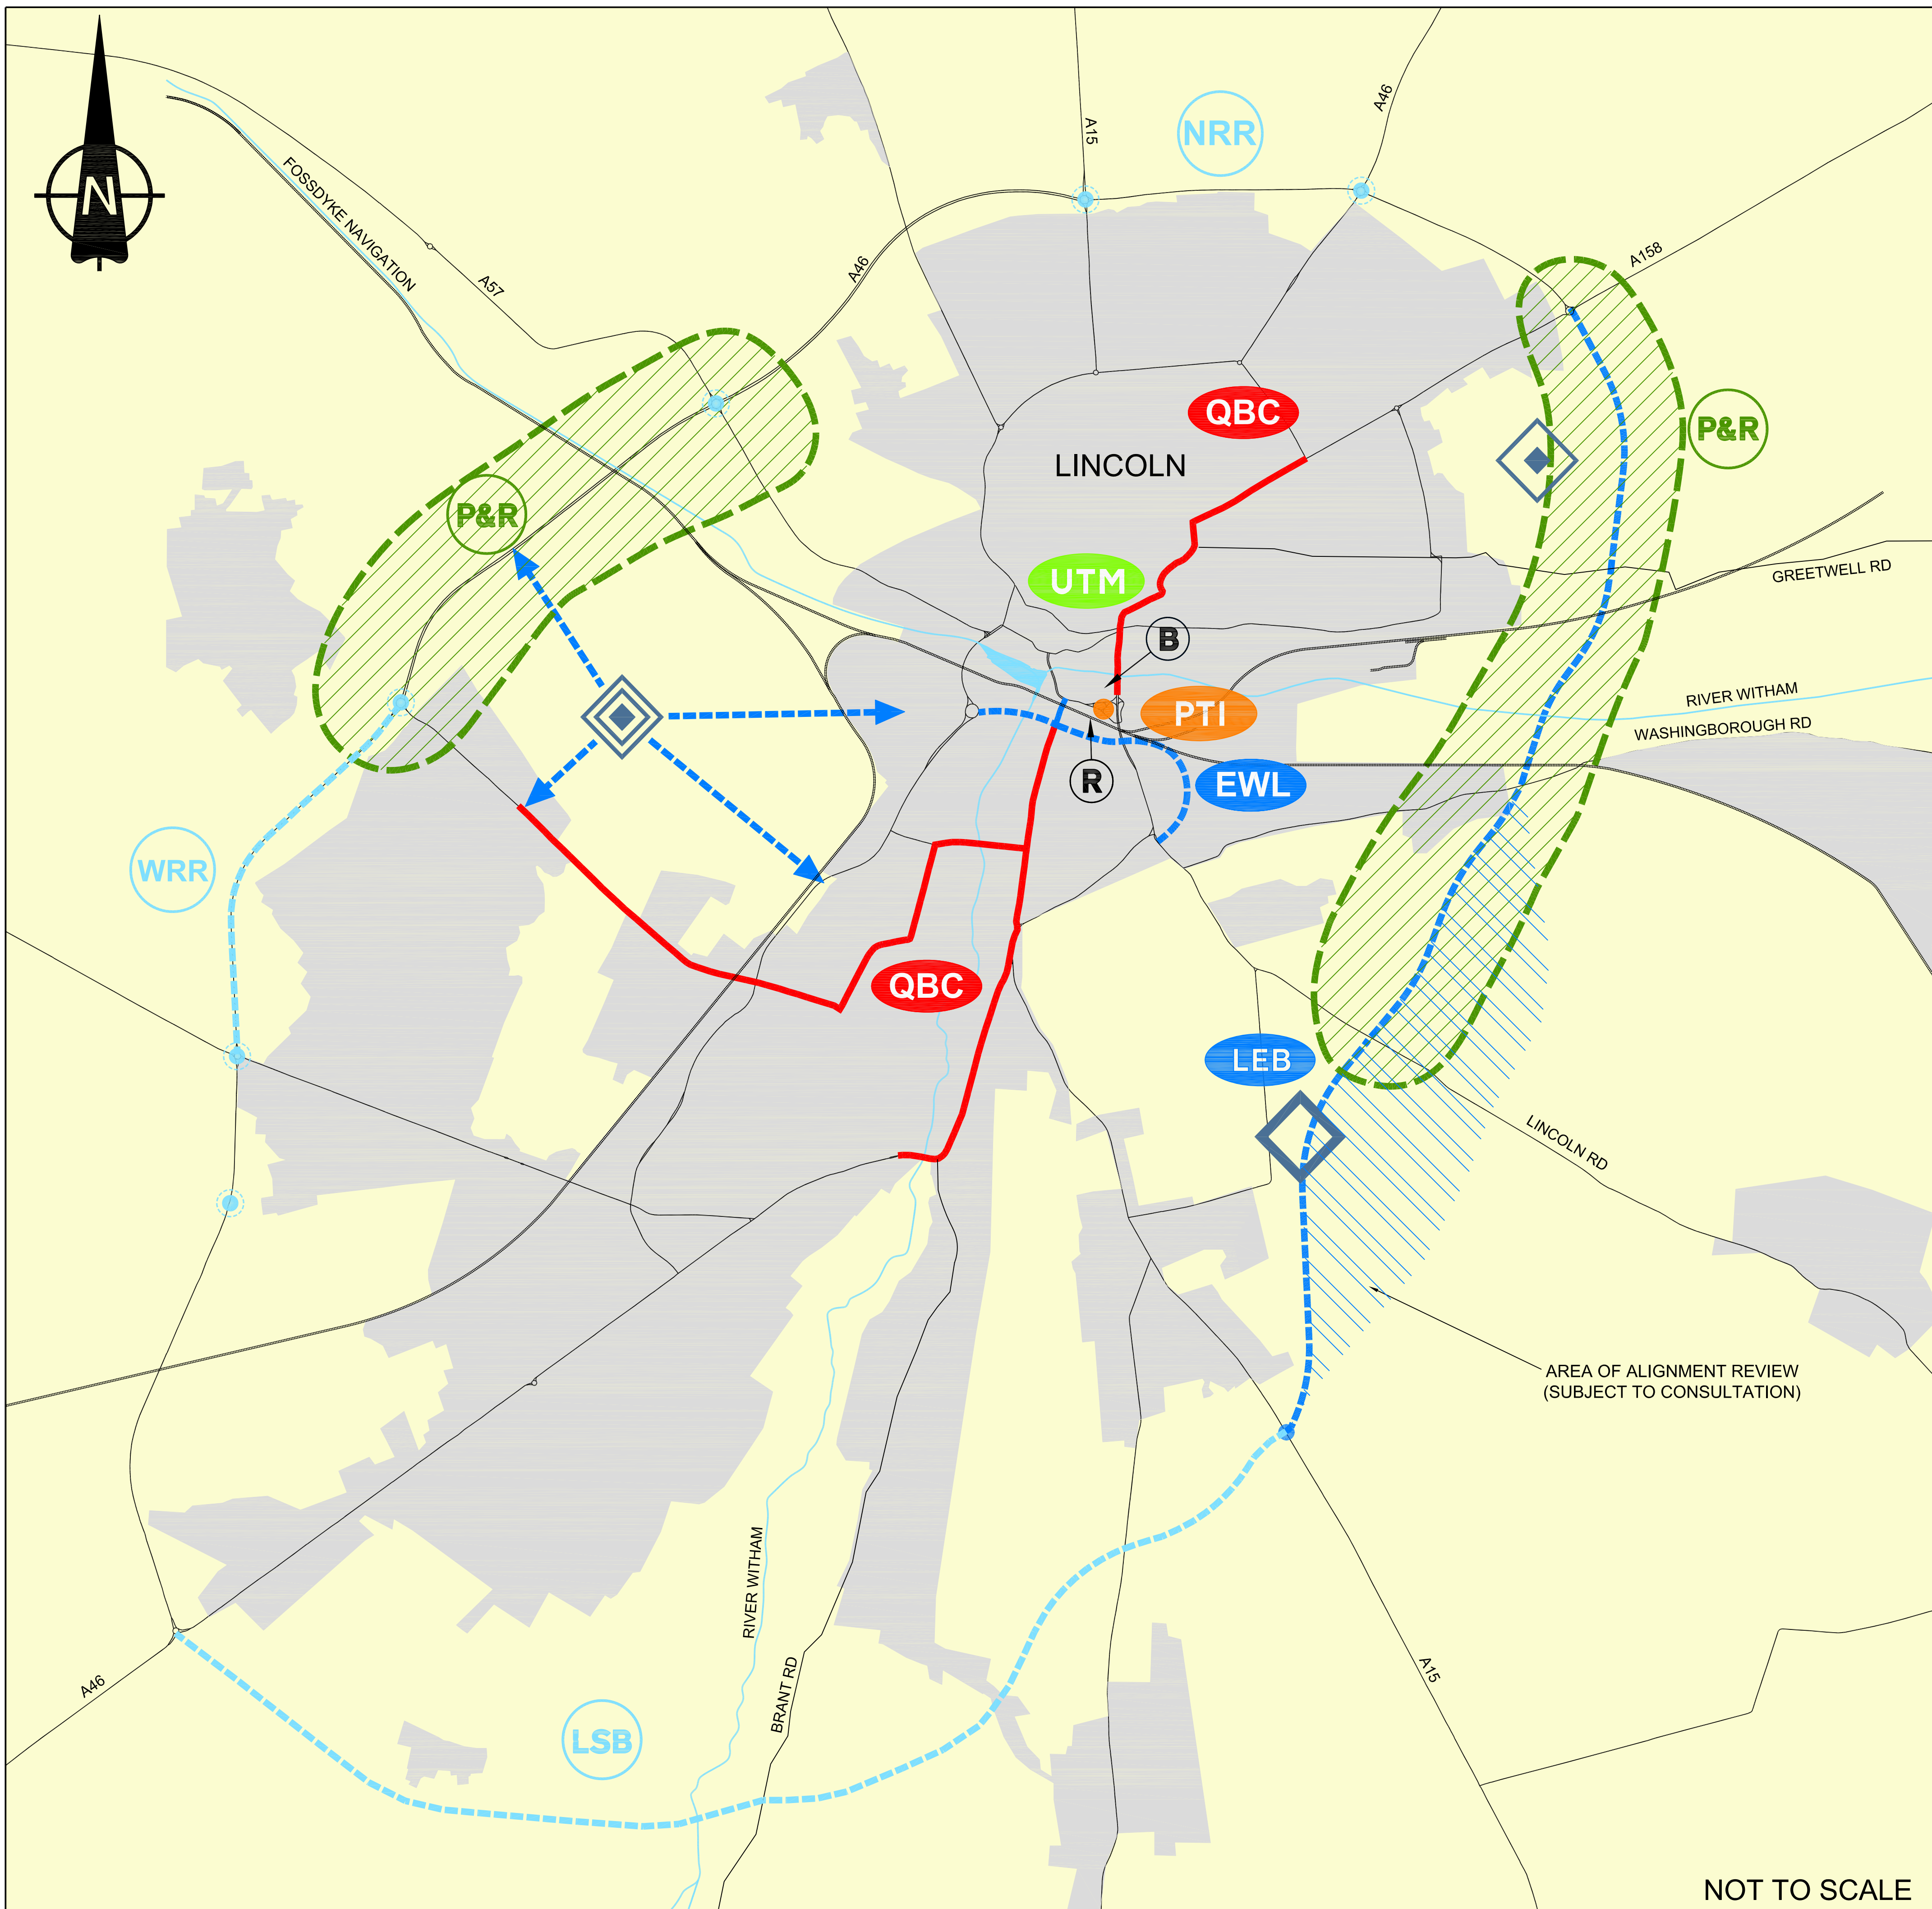 N
FOSSDYKE NAVIGATION
A57
A46
A15
NRR
A46
A158
QBC
LINCOLN
P&R
P&R
UTM
B
GREETWELL RD
RIVER WITHAM
WASHINGBOROUGH RD
PTI
R
EWL
WRR
QBC
LEB
LINCOLN RD
AREA OF ALIGNMENT REVIEW
(SUBJECT TO CONSULTATION)
RIVER WITHAM
BRANT RD
A15
A46
LSB
NOT TO SCALE